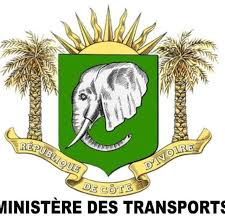 RÉPUBLIQUE
DE CÔTE
D'IVOIRE
MINISTÈRE DES TRANSPORTS